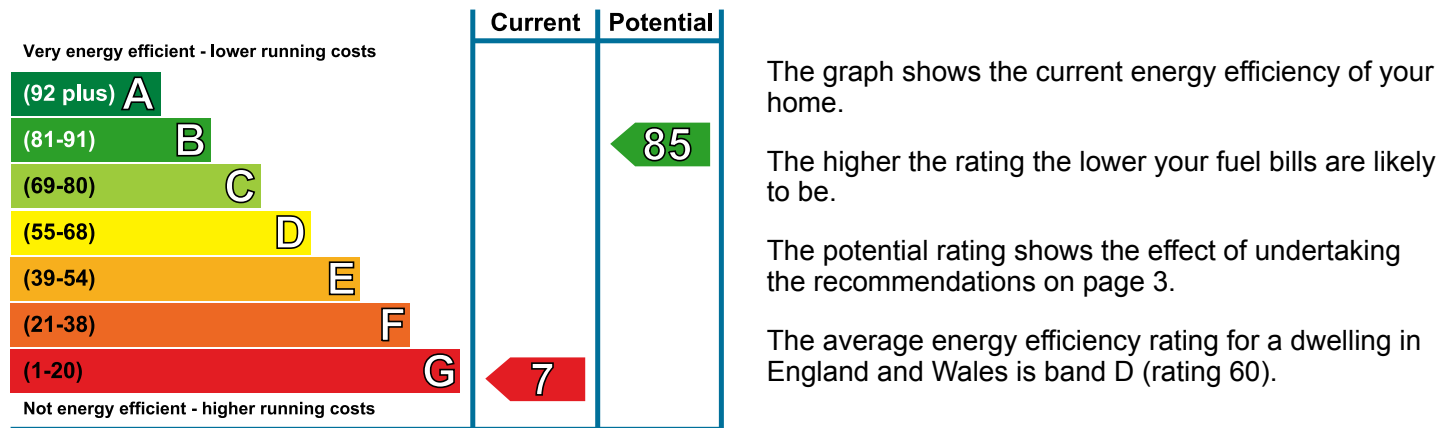 Current Potential
Very energy efficient - lower running costs
(92 plus) A
(81-91) B
85
(69-80) C
(55-68) D
(39-54) E
(21-38) F
(1-20) G
7
Not energy efficient - higher running costs
The graph shows the current energy efficiency of your
home.
The higher the rating the lower your fuel bills are likely
to be.
The potential rating shows the effect of undertaking
the recommendations on page 3.
The average energy efficiency rating for a dwelling in
England and Wales is band D (rating 60).